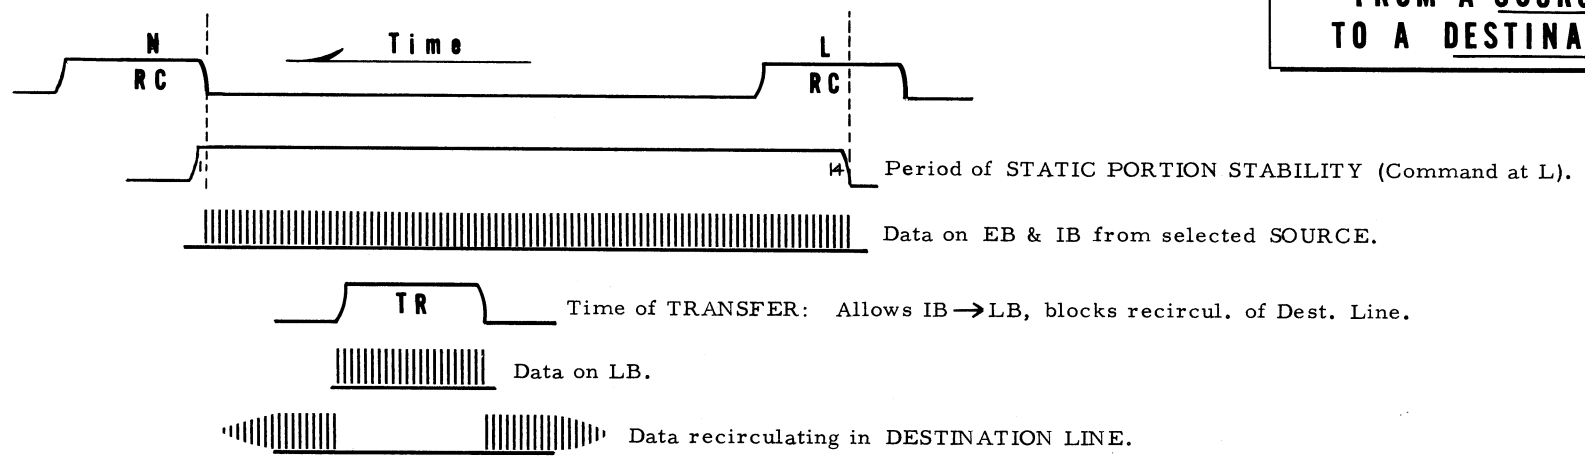 FROM A
TO A
N
Time
L
RC
RC
14
Period of STATIC PORTION STABILITY (Command at L).
Data on EB & IB from selected SOURCE.
TR
Time of TRANSFER: Allows IB → LB, blocks recircul. of Dest. Line.
Data on LB.
Data recirculating in DESTINATION LINE.